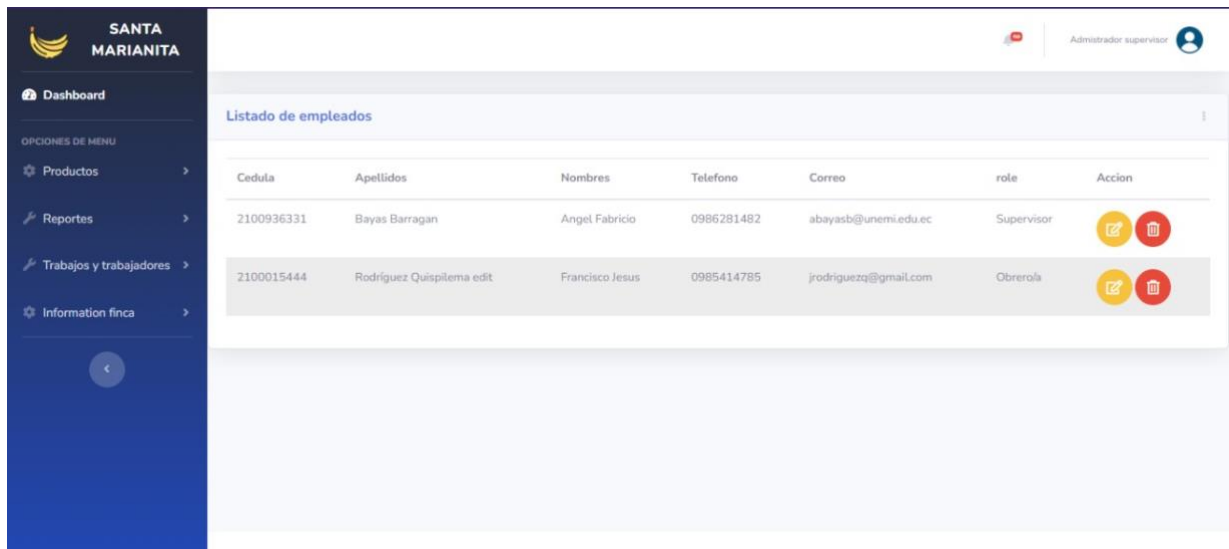 SANTA
MARIANITA
Admistrador supervisor
Dashboard
Listado de empleados
OPCIONES DE MENU
Productos
Reportes
Trabajos y trabajadores
Information finca
Cedula Apellidos Nombres Telefono Correo role Accion
2100936331 Bayas Barragan Angel Fabricio 0986281482 abayasb@unemi.edu.ec Supervisor
2100015444 Rodríguez Quispilema edit Francisco Jesus 0985414785 jrodriguezq@gmail.com Obrero/a